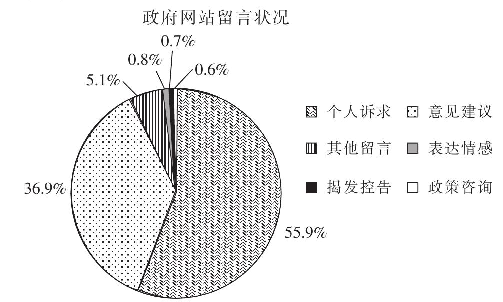 政府网站留言状况
0.7%
0.8%
0.6%
5.1%
36.9%
55.9%
个人诉求 意见建议
其他留言 表达情感
揭发控告 政策咨询